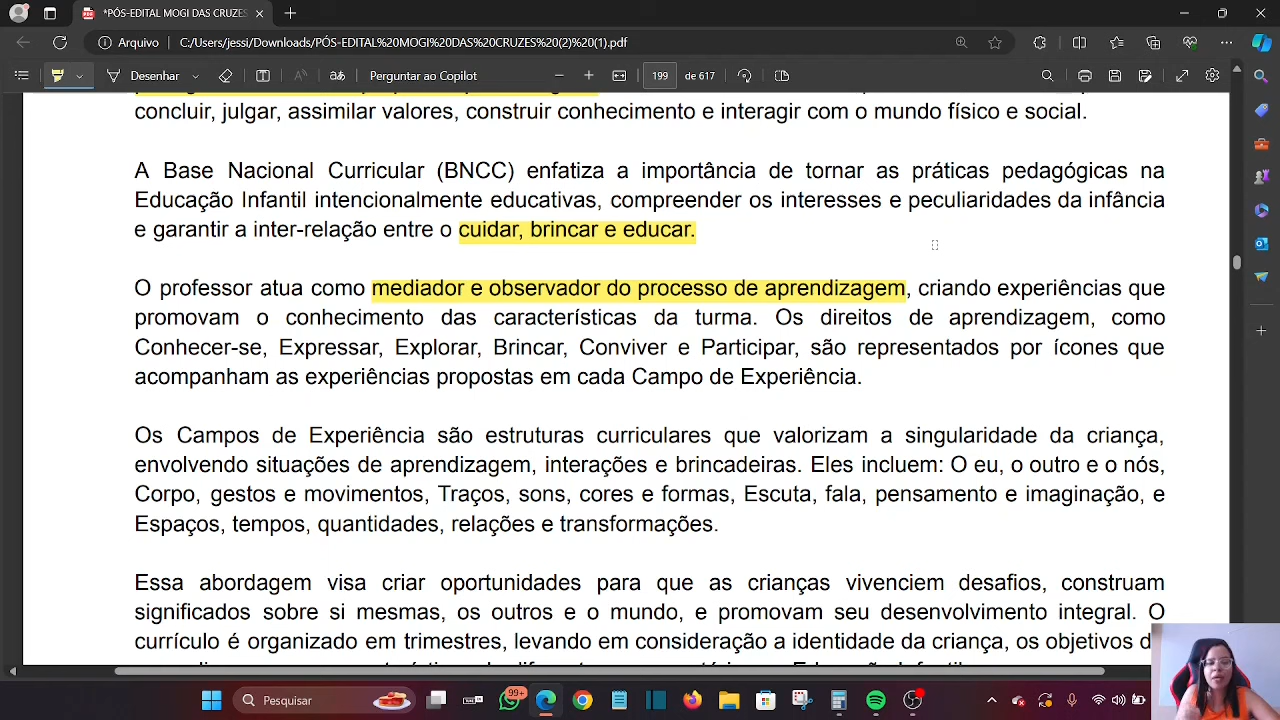 *PÓS-EDITAL MOGI DAS CRUZES
Arquivo C:/Users/jessi/Downloads/PÓS-EDITAL%20MOGI%20DAS%20CRUZES%20(2)%20(1).pdf
Desenhar Perguntar ao Copilot 199 de 617
concluir, julgar, assimilar valores, construir conhecimento e interagir com o mundo físico e social.
A Base Nacional Curricular (BNCC) enfatiza a importância de tornar as práticas pedagógicas na
Educação Infantil intencionalmente educativas, compreender os interesses e peculiaridades da infância
e garantir a inter-relação entre o cuidar, brincar e educar.
O professor atua como mediador e observador do processo de aprendizagem, criando experiências que
promovam o conhecimento das características da turma. Os direitos de aprendizagem, como
Conhecer-se, Expressar, Explorar, Brincar, Conviver e Participar, são representados por ícones que
acompanham as experiências propostas em cada Campo de Experiência.
Os Campos de Experiência são estruturas curriculares que valorizam a singularidade da criança,
envolvendo situações de aprendizagem, interações e brincadeiras. Eles incluem: O eu, o outro e o nós,
Corpo, gestos e movimentos, Traços, sons, cores e formas, Escuta, fala, pensamento e imaginação, e
Espaços, tempos, quantidades, relações e transformações.
Essa abordagem visa criar oportunidades para que as crianças vivenciem desafios, construam
significados sobre si mesmas, os outros e o mundo, e promovam seu desenvolvimento integral. O
currículo é organizado em trimestres, levando em consideração a identidade da criança, os objetivos
Pesquisar 99+